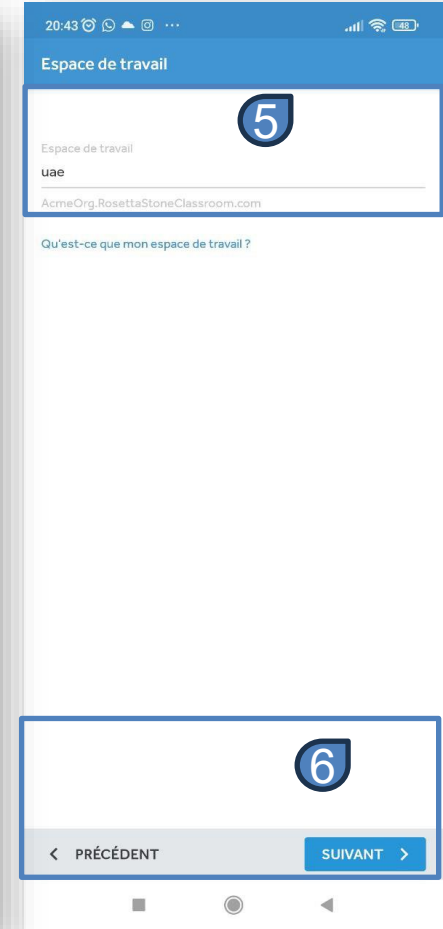 20:43 ...
48
Espace de travail
5
Espace de travail
uae
AcmeOrg.RosettaStoneClassroom.com
Qu'est-ce que mon espace de travail ?
6
< PRÉCÉDENT
SUIVANT >